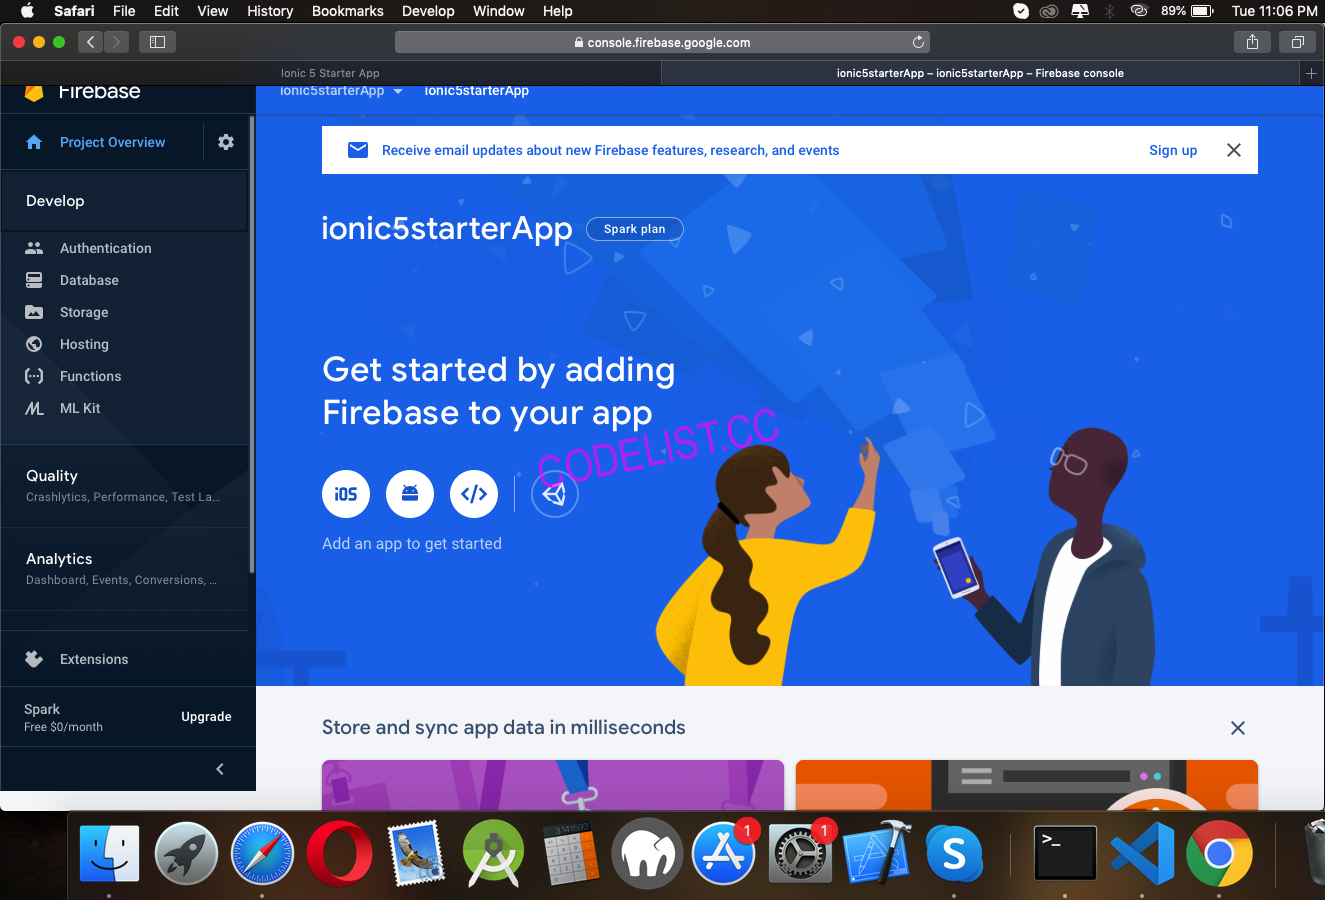 Safari File Edit View History Bookmarks Develop Window Help 89% Tue 11:06 PM
console.firebase.google.com
Ionic 5 Starter App
ionic5starterApp – ionic5starterApp – Firebase console
Firebase
ionic5starterApp
ionic5starterApp
Project Overview
Develop
Authentication
Database
Storage
Hosting
Functions
ML Kit
Quality
Crashlytics, Performance, Test La...
Analytics
Dashboard, Events, Conversions, ...
Extensions
Spark
Free $0/month
Upgrade
Receive email updates about new Firebase features, research, and events
Sign up
ionic5starterApp
Spark plan
Get started by adding
Firebase to your app
CODELIST.CC
iOS
</>
Add an app to get started
Store and sync app data in milliseconds
3.141593
1
1
S
>_